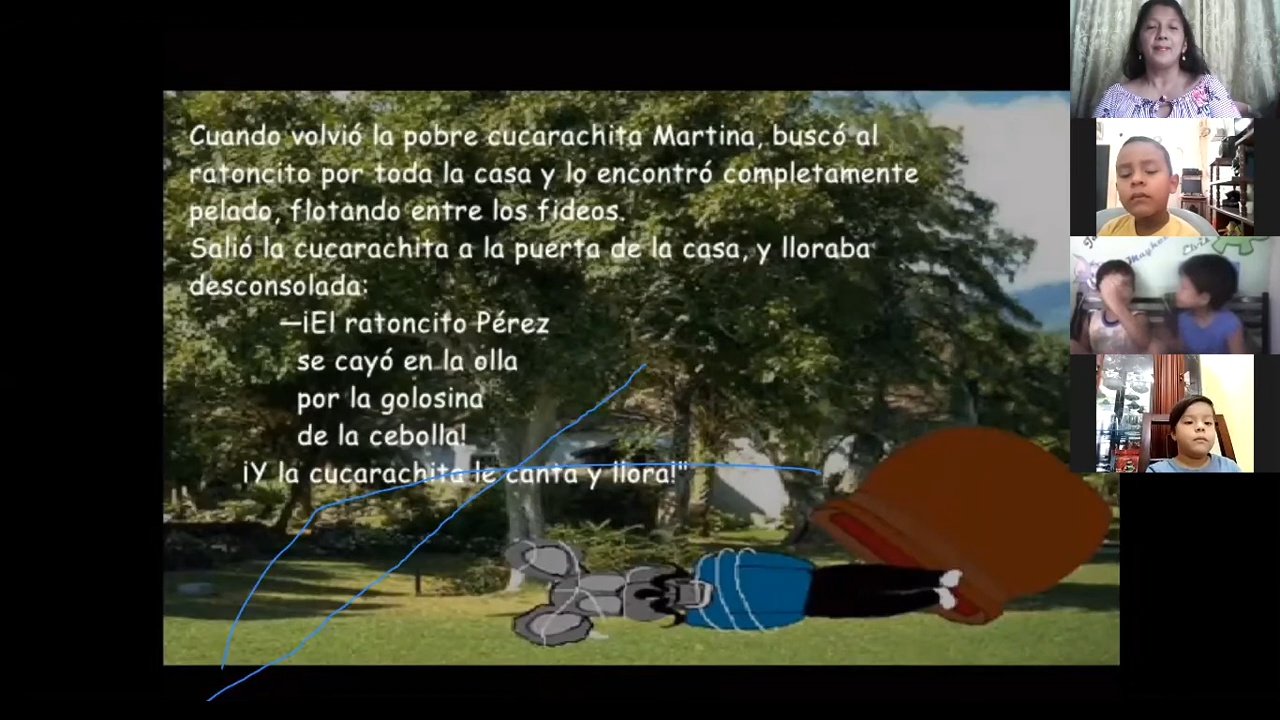 Cuando volvió la pobre cucarachita Martina, buscó al
ratoncito por toda la casa y lo encontró completamente
pelado, flotando entre los fideos.
Salió la cucarachita a la puerta de la casa, y lloraba
desconsolada:
—¡El ratoncito Pérez
se cayó en la olla
por la golosina
de la cebolla!
¡Y la cucarachita le canta y llora!"